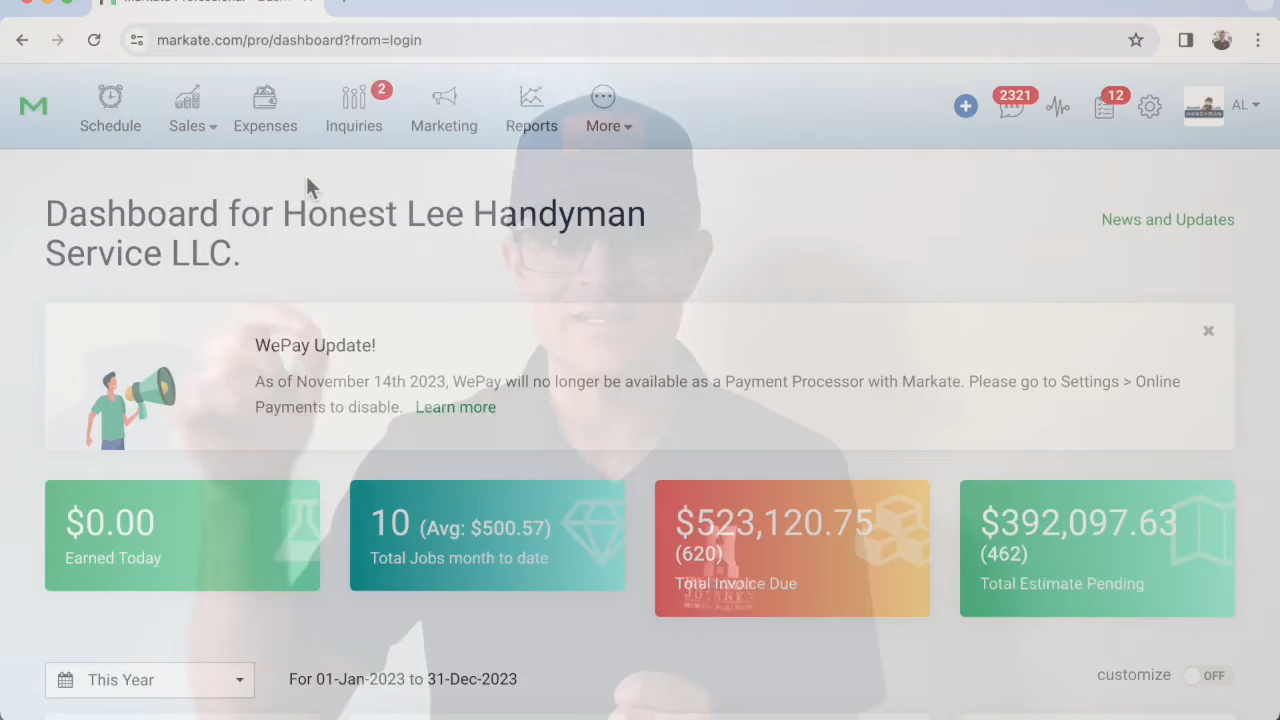 markate.com/pro/dashboard?from=login
Schedule
Sales
Expenses
Inquiries
2
Marketing
Reports
More
2321
12
AL
HANDYMAN
Dashboard for Honest Lee Handyman
Service LLC.
News and Updates
WePay Update!
As of November 14th 2023, WePay will no longer be available as a Payment Processor with Markate. Please go to Settings > Online
Payments to disable. Learn more
$0.00
Earned Today
10 (Avg: $500.57)
Total Jobs month to date
$523,120.75
(620)
Total Invoice Due
$392,097.63
(462)
Total Estimate Pending
This Year
For 01-Jan-2023 to 31-Dec-2023
customize
OFF